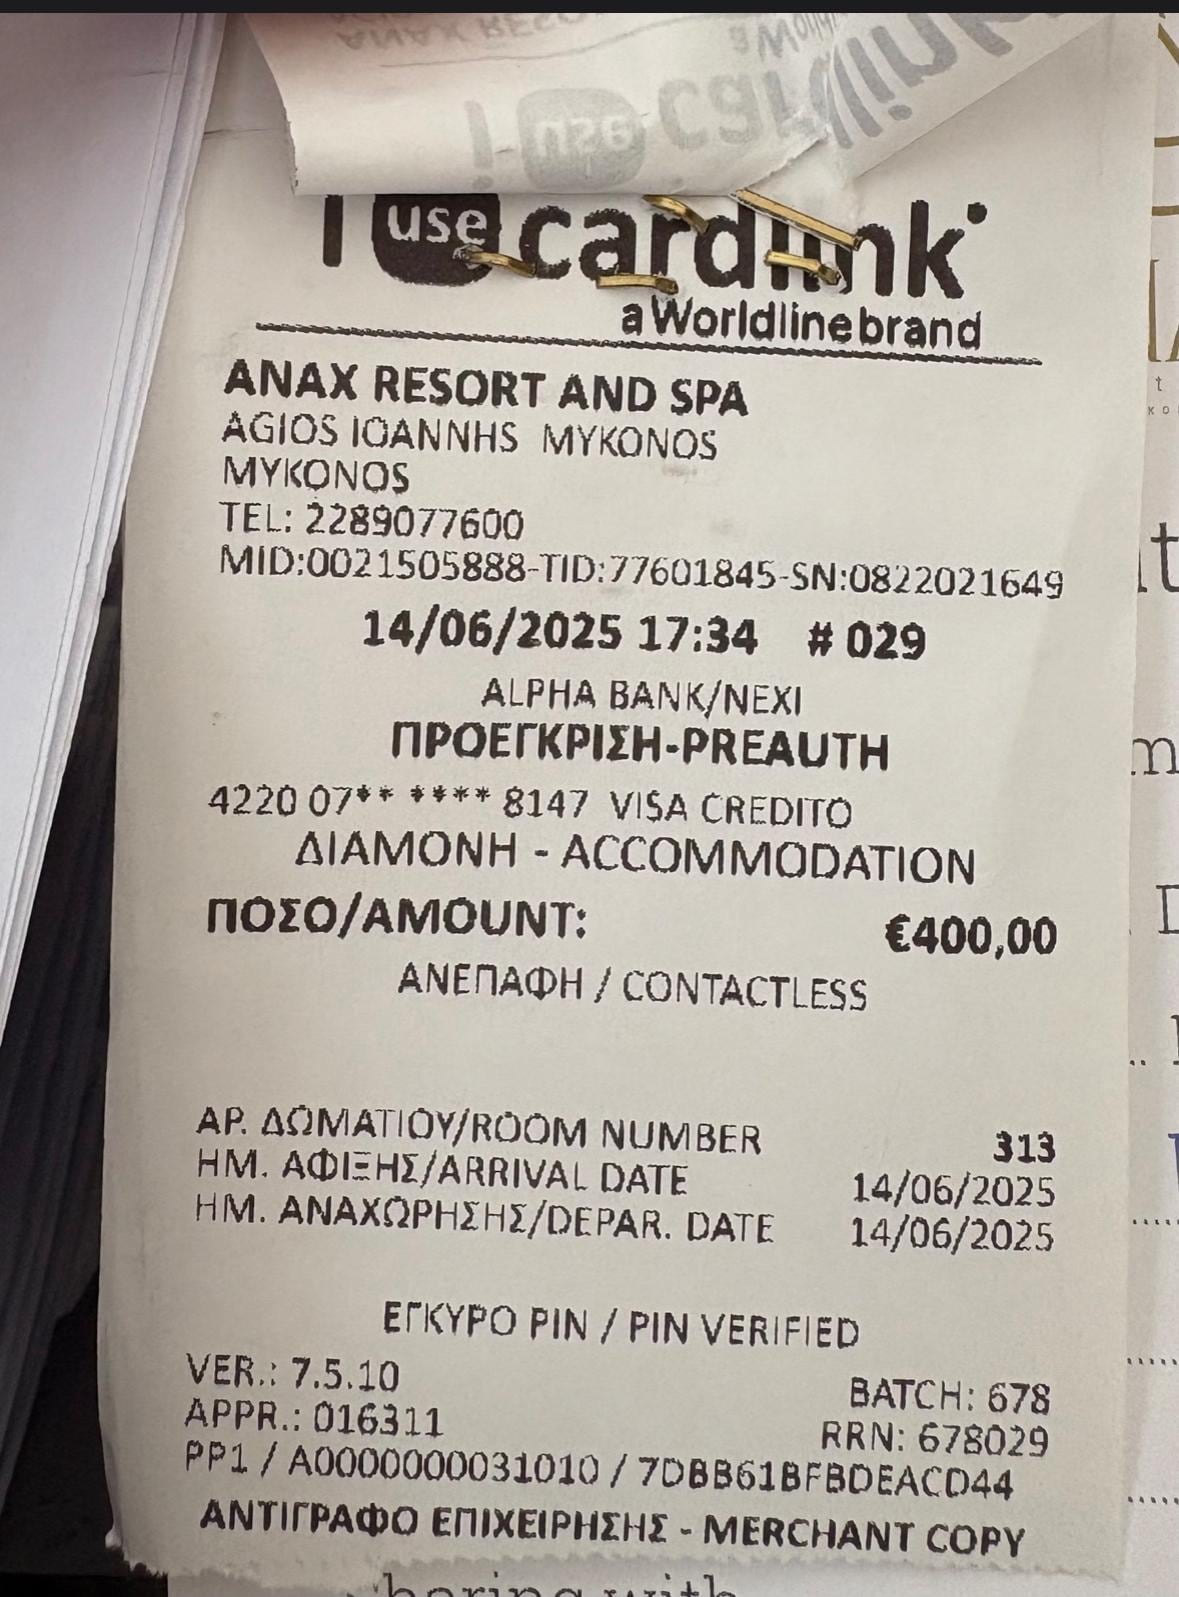 I use cardlink
a Worldline brand
ANAX RESORT AND SPA
AGIOS IOANNHS MYKONOS
MYKONOS
TEL: 2289077600
MID:0021505888-TID:77601845-SN:0822021649
14/06/2025 17:34 # 029
ALPHA BANK/NEXI
ΠΡΟΕΓΚΡΙΣΗ-PREAUTH
4220 07** **** 8147 VISA CREDITO
ΔΙΑΜΟΝΗ - ACCOMMODATION
ΠΟΣΟ/AMOUNT: €400,00
ΑΝΕΠΑΦΗ / CONTACTLESS
ΑΡ. ΔΩΜΑΤΙΟΥ/ROOM NUMBER 313
ΗΜ. ΑΦΙΞΗΣ/ARRIVAL DATE 14/06/2025
ΗΜ. ΑΝΑΧΩΡΗΣΗΣ/DEPAR. DATE 14/06/2025
ΕΓΚΥΡΟ PIN / PIN VERIFIED
VER.: 7.5.10 BATCH: 678
APPR.: 016311 RRN: 678029
PP1 / A0000000031010 / 7DBB61BFBDEACD44
ΑΝΤΙΓΡΑΦΟ ΕΠΙΧΕΙΡΗΣΗΣ - MERCHANT COPY